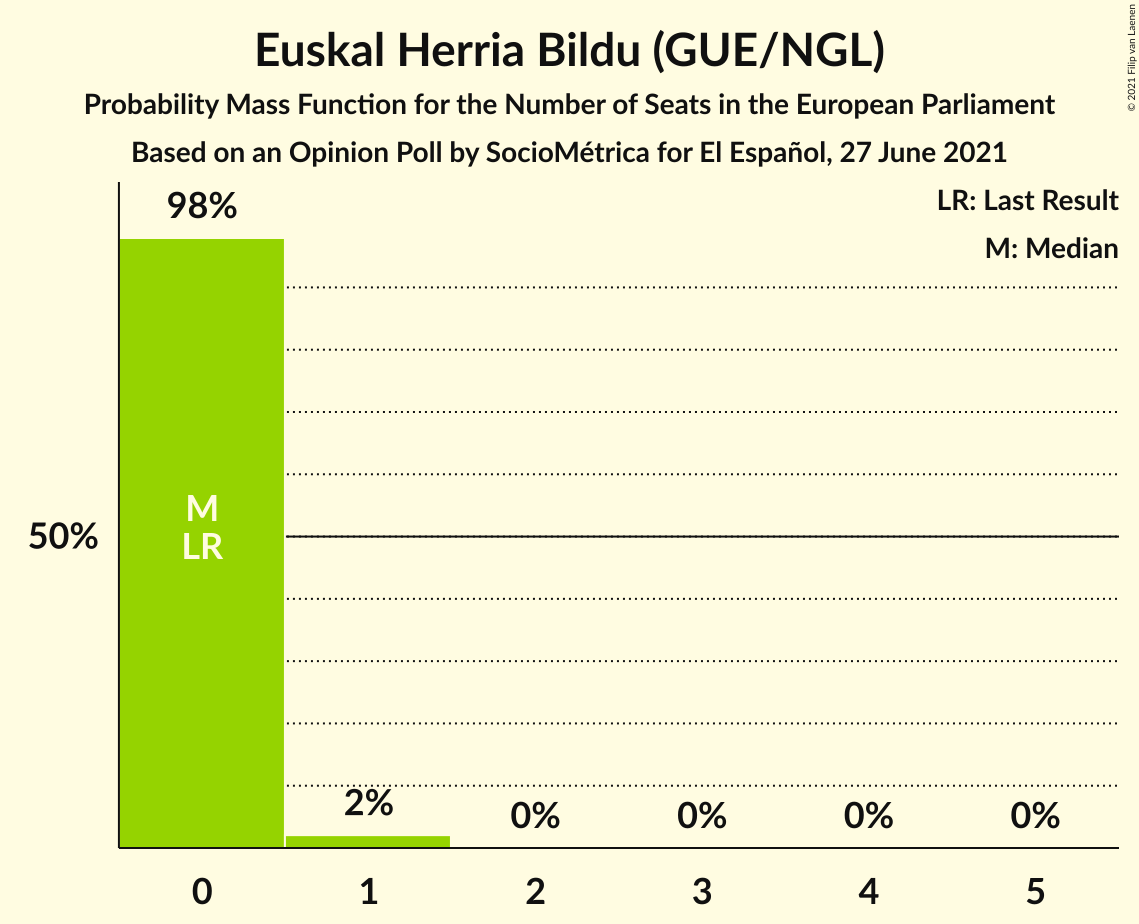 Euskal Herria Bildu (GUE/NGL)
Probability Mass Function for the Number of Seats in the European Parliament
Based on an Opinion Poll by SocioMétrica for El Español, 27 June 2021
© 2021 Filip van Laenen
LR: Last Result
M: Median
98%
M
LR
50%
2%
0%
0%
0%
0%
0
1
2
3
4
5